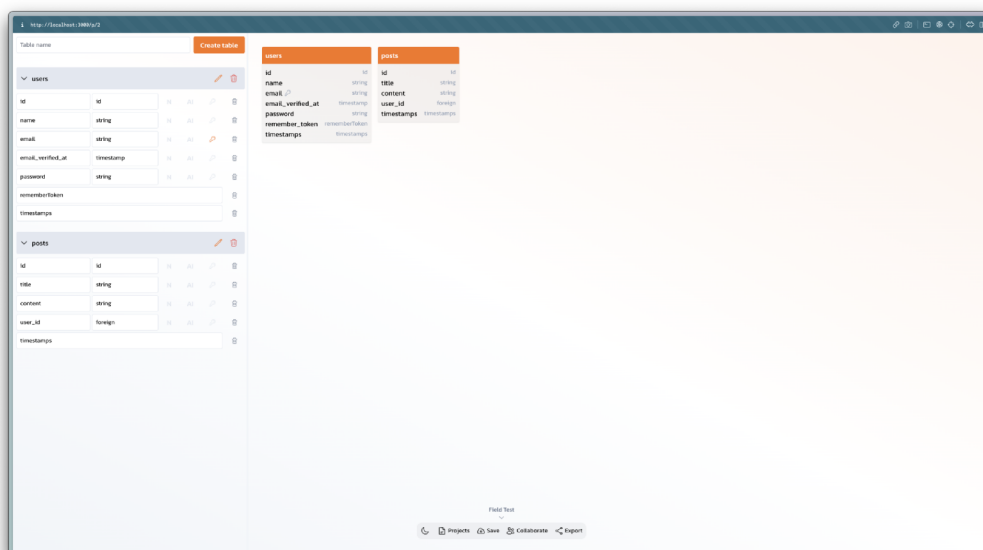 http://localhost:3000/p/2
Table name
Create table
users
id id
name string
email string
email_verified_at timestamp
password string
rememberToken
timestamps
posts
id id
title string
content string
user_id foreign
timestamps
users
id id
name string
email string
email_verified_at timestamp
password string
remember_token rememberToken
timestamps timestamps
posts
id id
title string
content string
user_id foreign
timestamps timestamps
Field Test
Projects Save Collaborate Export